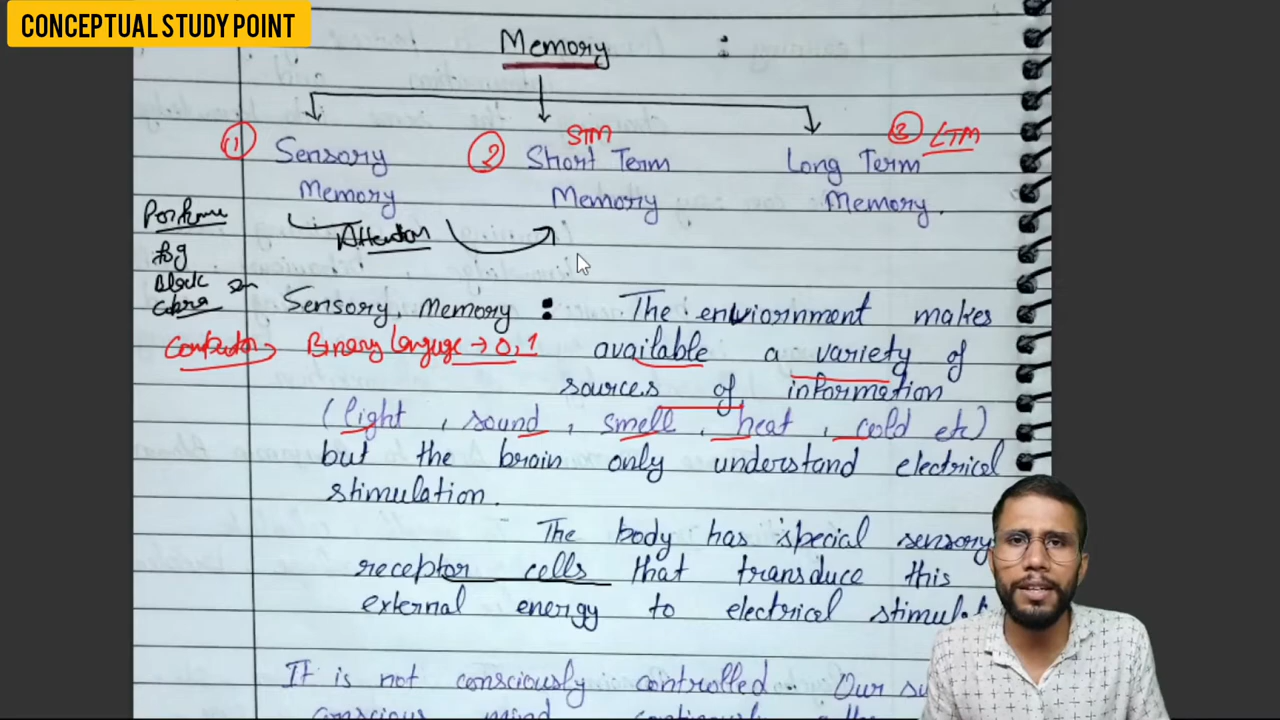 CONCEPTUAL STUDY POINT
Memory :
① Sensory Memory
② STM Short Term Memory
③ LTM Long Term Memory.
Attention
Sensory Memory : The enviornment makes
Binary → 0, 1 available a variety of
sources of information
(light, sound, smell, heat, cold etc)
but the brain only understand electrical
stimulation.
The body has special sensory
receptor cells that transduce this
external energy to electrical
It is not consciously controlled. Our
conscious mind